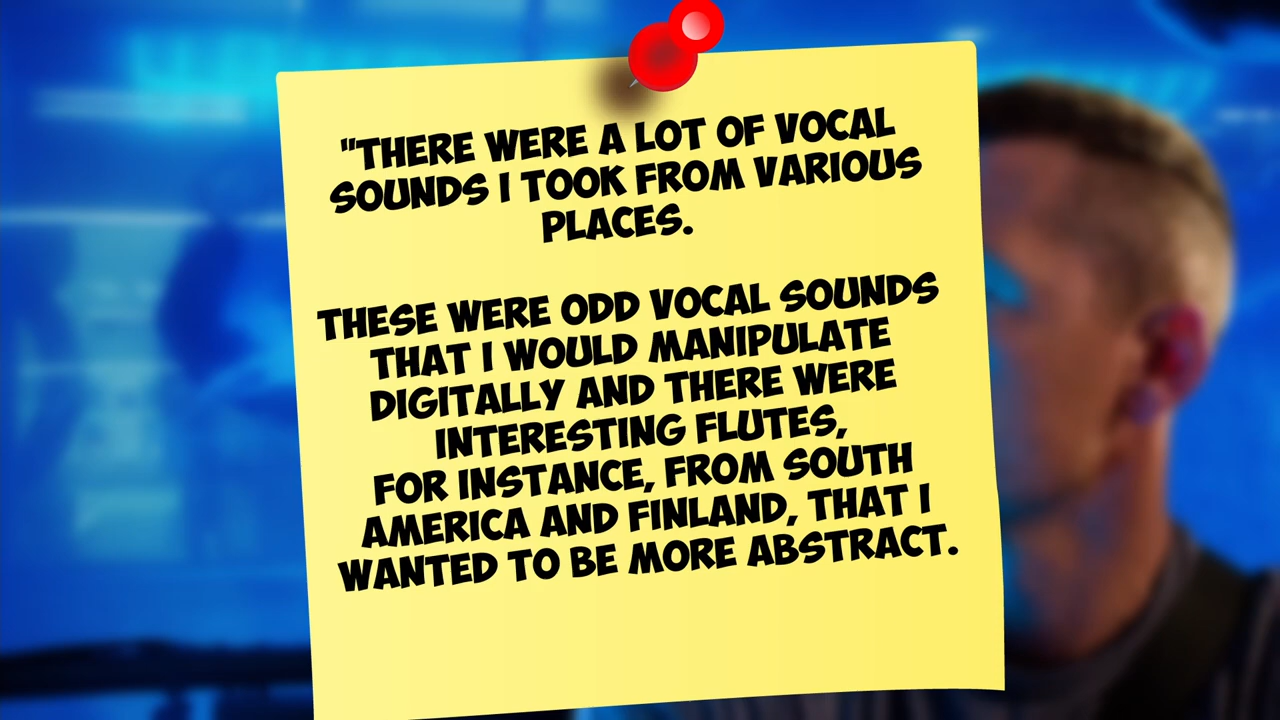 "THERE WERE A LOT OF VOCAL
SOUNDS I TOOK FROM VARIOUS
PLACES.
THESE WERE ODD VOCAL SOUNDS
THAT I WOULD MANIPULATE
DIGITALLY AND THERE WERE
INTERESTING FLUTES,
FOR INSTANCE, FROM SOUTH
AMERICA AND FINLAND, THAT I
WANTED TO BE MORE ABSTRACT.